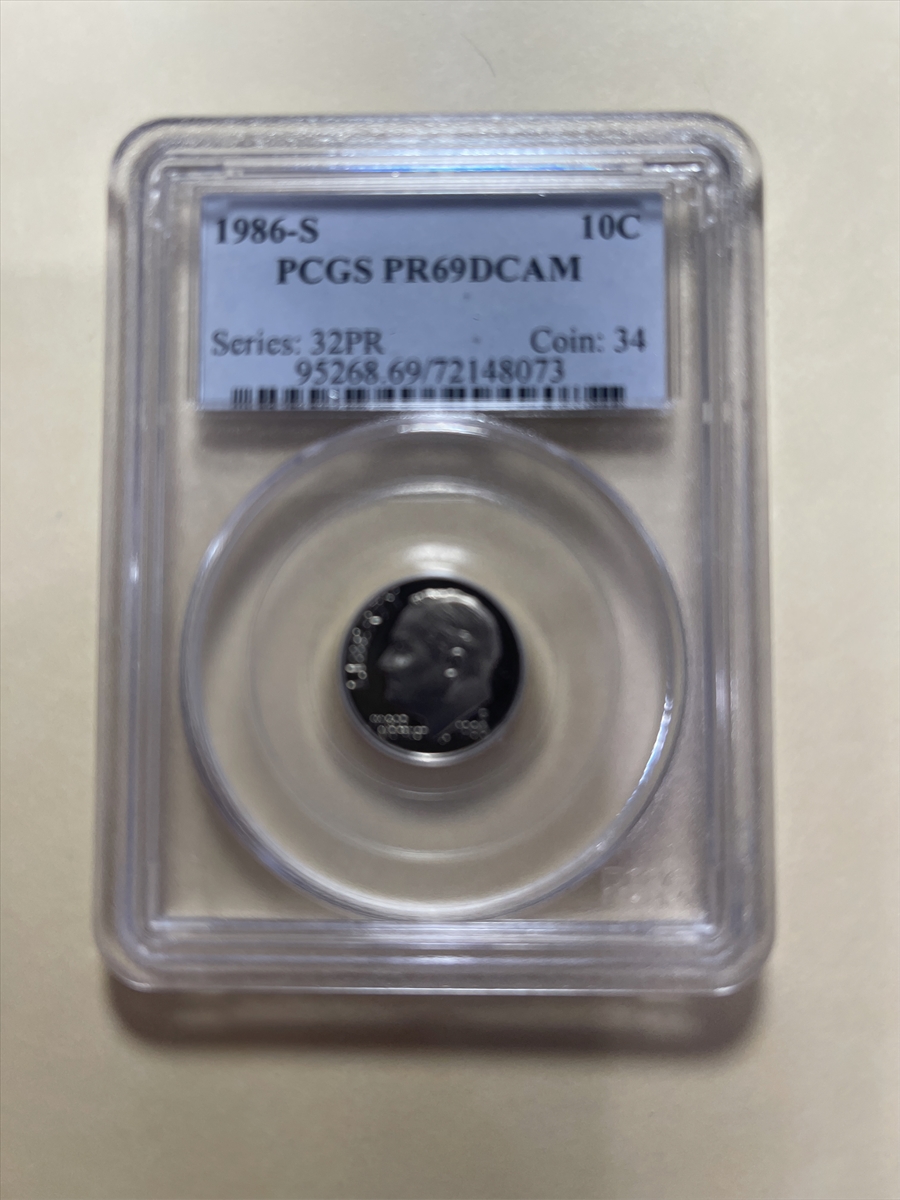 1986-S 10C
PCGS PR69DCAM
Series: 32PR Coin: 34
95268.69/72148073